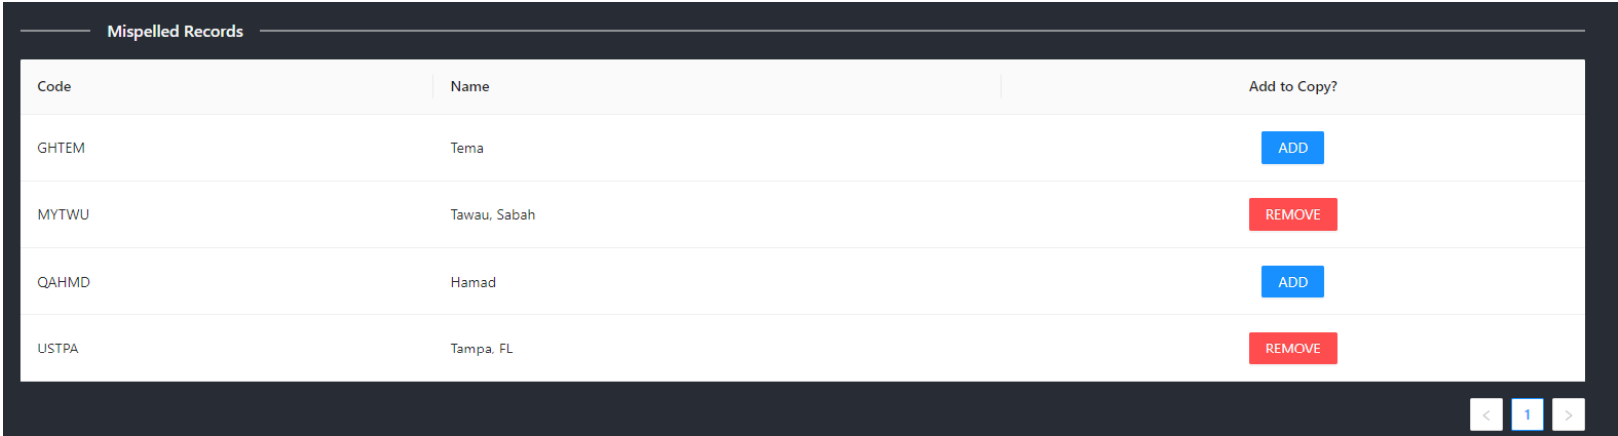 Mispelled Records
Code Name Add to Copy?
GHTEM Tema ADD
MYTWU Tawau, Sabah REMOVE
QAHMD Hamad ADD
USTPA Tampa, FL REMOVE
< 1 >